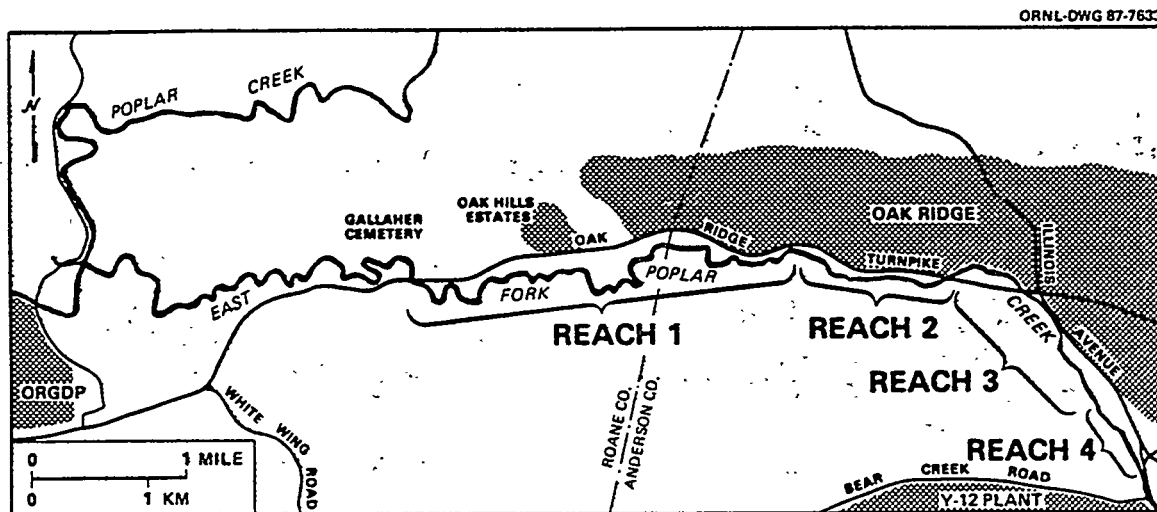 ORNL-DWG 87-7633
N
POPLAR CREEK
GALLAHER
CEMETERY
OAK HILLS
ESTATES
OAK RIDGE TURNPIKE
OAK RIDGE
ILLINOIS AVENUE
EAST FORK POPLAR CREEK
REACH 1
REACH 2
REACH 3
REACH 4
ORGDP
WHITE WING ROAD
ROANE CO.
ANDERSON CO.
BEAR CREEK ROAD
Y-12 PLANT
0 1 MILE
0 1 KM